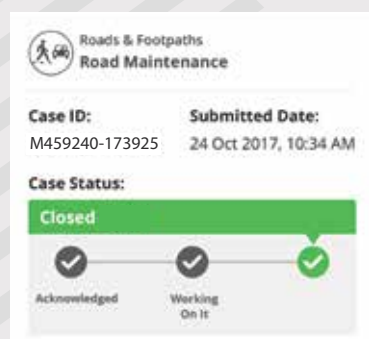 Roads & Footpaths
Road Maintenance
Case ID:
Submitted Date:
M459240-173925
24 Oct 2017, 10:34 AM
Case Status:
Closed
Acknowledged
Working
On It